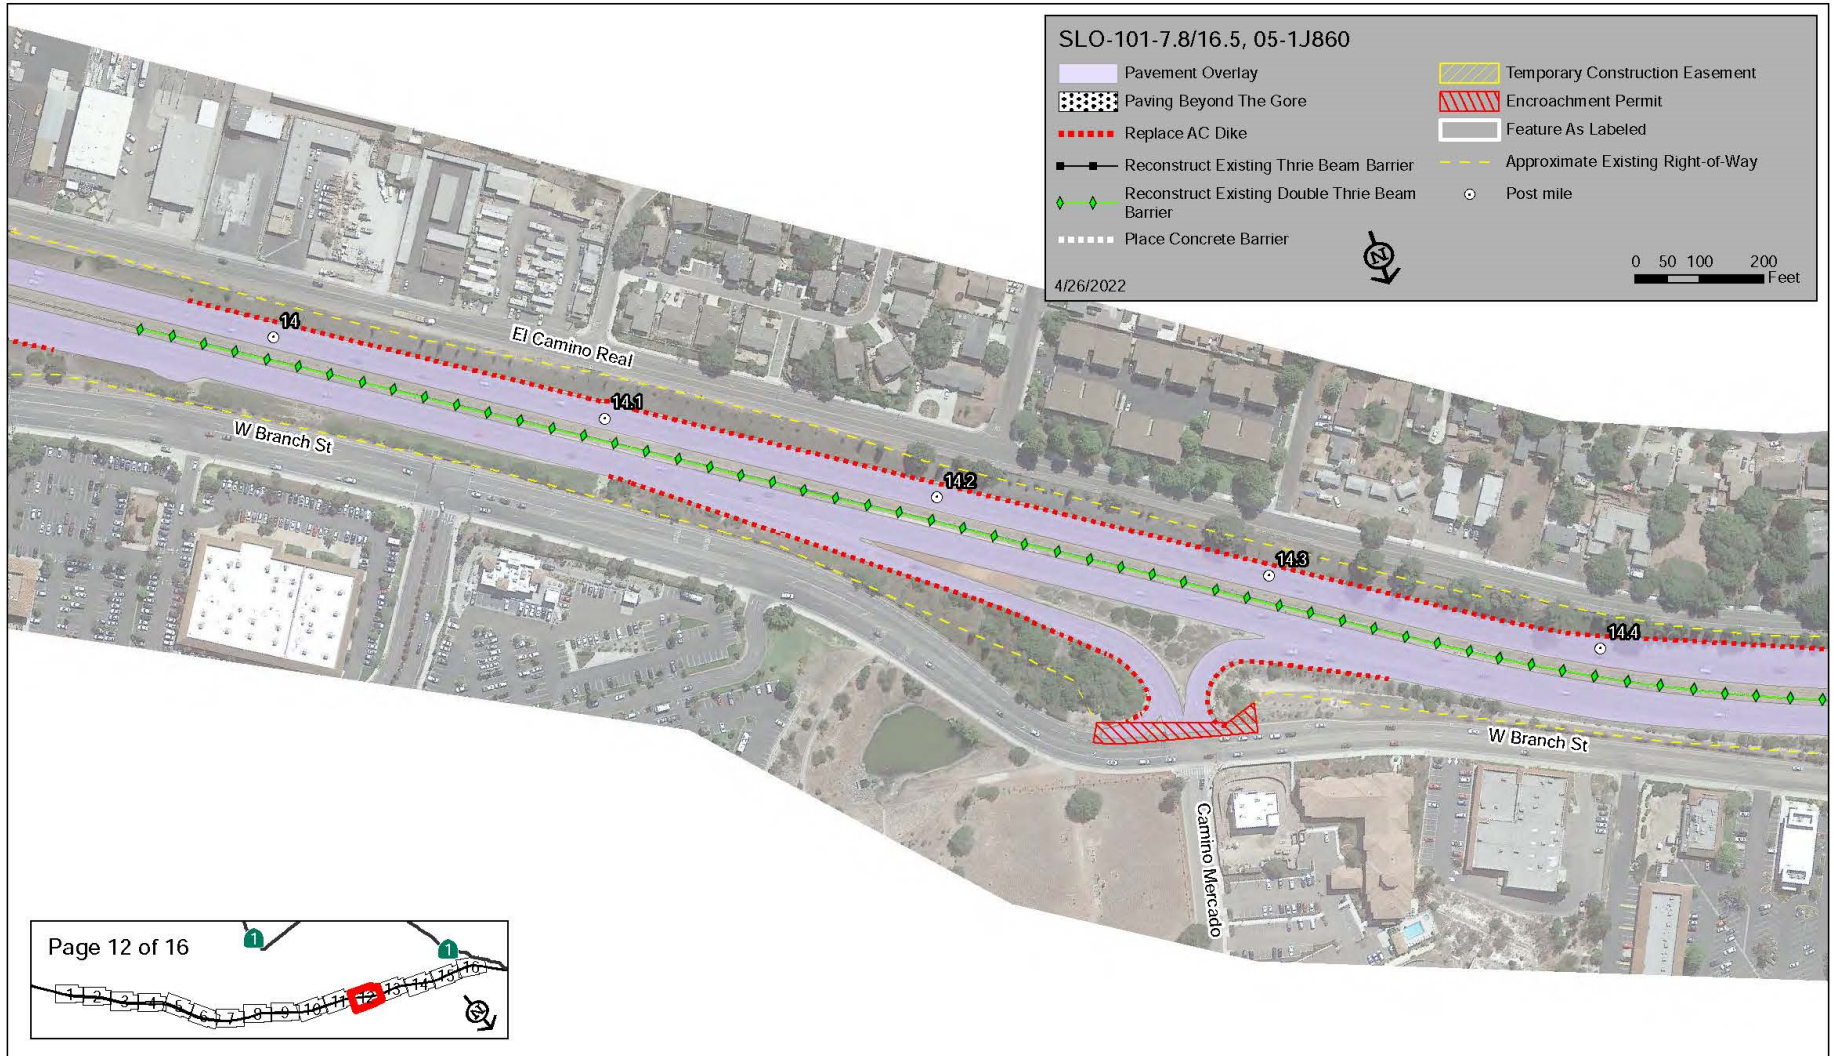 SLO-101-7.8/16.5, 05-1J860
Pavement Overlay
Paving Beyond The Gore
Replace AC Dike
Reconstruct Existing Thrie Beam Barrier
Reconstruct Existing Double Thrie Beam
Barrier
Place Concrete Barrier
Temporary Construction Easement
Encroachment Permit
Feature As Labeled
Approximate Existing Right-of-Way
Post mile
N
0 50 100 200
Feet
4/26/2022
14
El Camino Real
14.1
W Branch St
14.2
14.3
14.4
W Branch St
Camino Mercado
Page 12 of 16
1
1
1 2 3 4 5 6 7 8 9 10 11 12 13 14 15 16
N